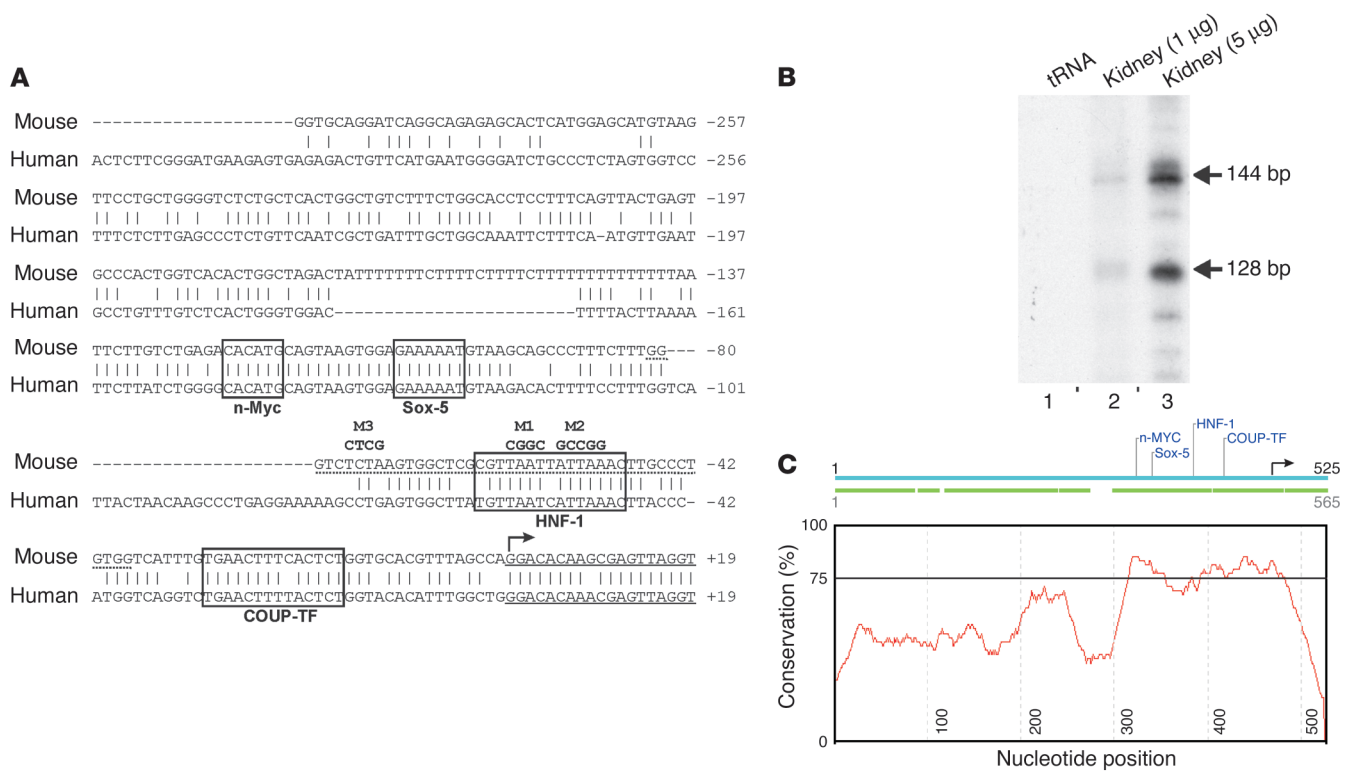 A
Mouse --------------------GGTGCAGGATCAGGCAGAGAGCACTCATGGAGCATGTAAG -257
Human ACTCTTCGGGATGAAGAGTGAGAGACTGTTCATGAATGGGGATCTGCCCTCTAGTGGTCC -256
Mouse TTCCTGCTGGGGTCTCTGCTCACTGGCTGTCTTTCTGGCACCTCCTTTCAGTTACTGAGT -197
Human TTTCTCTTGAGCCCTCTGTTCAATCGCTGATTTGCTGGCAAATTCTTTCA-ATGTTGAAT -197
Mouse GCCCACTGGTCACACTGGCTAGACTATTTTTTTCTTTTCTTTTCTTTTTTTTTTTTTTAA -137
Human GCCTGTTTGTCTCACTGGGTGGAC------------------------TTTTACTTAAAA -161
Mouse TTCTTGTCTGAGACACATGCAGTAAGTGGAGAAAAATGTAAGCAGCCCTTTCTTTGG--- -80
Human TTCTTATCTGGGGCACATGCAGTAAGTGGAGAAAAATGTAAGACACTTTTCCTTTGGTCA -101
n-Myc Sox-5
M3 M1 M2
CTCG CGGC GCCGG
Mouse ----------------------GTCTCTAAGTGGCTCGCGTTAATTATTAAACTTGCCCT -42
Human TTACTAACAAGCCCTGAGGAAAAAGCCTGAGTGGCTTATGTTAATCATTAAACTTACCC- -42
HNF-1
Mouse GTGGTCATTTGTGAACTTTCACTCTGGTGCACGTTTAGCCAGGACACAAGCGAGTTAGGT +19
Human ATGGTCAGGTCTGAACTTTTACTCTGGTACACATTTGGCTGGGACACAAACGAGTTAGGT +19
COUP-TF
B
tRNA
Kidney (1 µg)
Kidney (5 µg)
144 bp
128 bp
1 2 3
C
n-MYC
Sox-5
HNF-1
COUP-TF
1 525
1 565
100
75
0
Conservation (%)
100 200 300 400 500
Nucleotide position